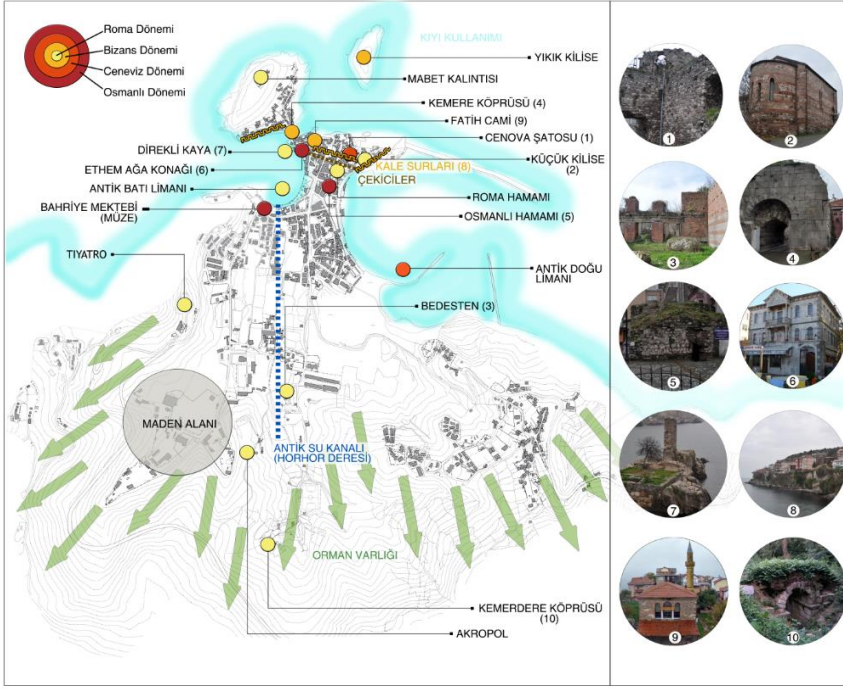 Roma Dönemi
Bizans Dönemi
Ceneviz Dönemi
Osmanlı Dönemi
KIYI KULLANIMI
YIKIK KİLİSE
MABET KALINTISI
KEMERE KÖPRÜSÜ (4)
FATİH CAMİ (9)
CENOVA ŞATOSU (1)
DİREKLİ KAYA (7)
KÜÇÜK KİLİSE
(2)
KALE SURLARI (8)
ÇEKİCİLER
ETHEM AĞA KONAĞI (6)
ANTİK BATI LİMANI
ROMA HAMAMI
BAHRİYE MEKTEBİ
(MÜZE)
OSMANLI HAMAMI (5)
TIYATRO
ANTİK DOĞU
LİMANI
BEDESTEN (3)
MADEN ALANI
ANTİK SU KANALI
(HORHOR DERESİ)
ORMAN VARLIĞI
KEMERDERE KÖPRÜSÜ
(10)
AKROPOL
1
2
3
4
5
6
7
8
9
10